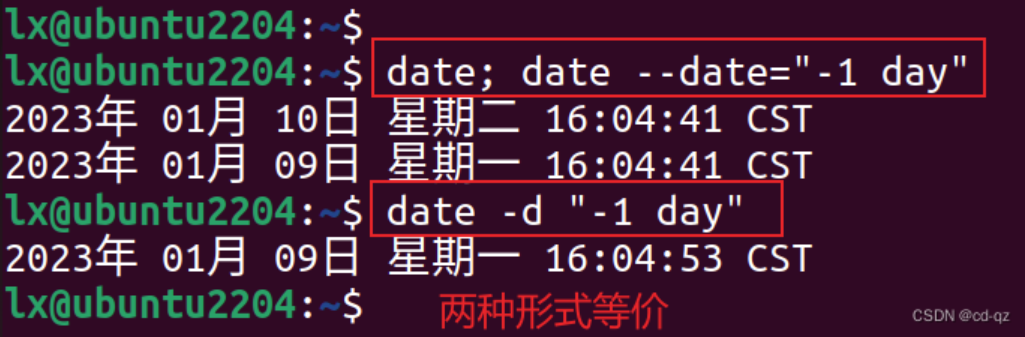 lx@ubuntu2204:~$
lx@ubuntu2204:~$ date; date --date="-1 day"
2023年 01月 10日 星期二 16:04:41 CST
2023年 01月 09日 星期一 16:04:41 CST
lx@ubuntu2204:~$ date -d "-1 day"
2023年 01月 09日 星期一 16:04:53 CST
lx@ubuntu2204:~$
两种形式等价
CSDN @cd-qz